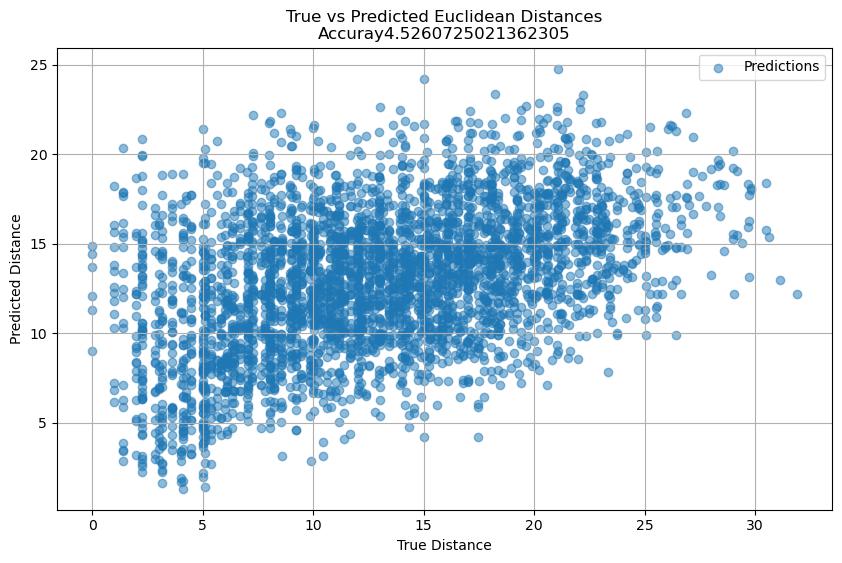 True vs Predicted Euclidean Distances
Accuray4.5260725021362305
Predictions
25
20
15
10
5
Predicted Distance
0
5
10
15
20
25
30
True Distance